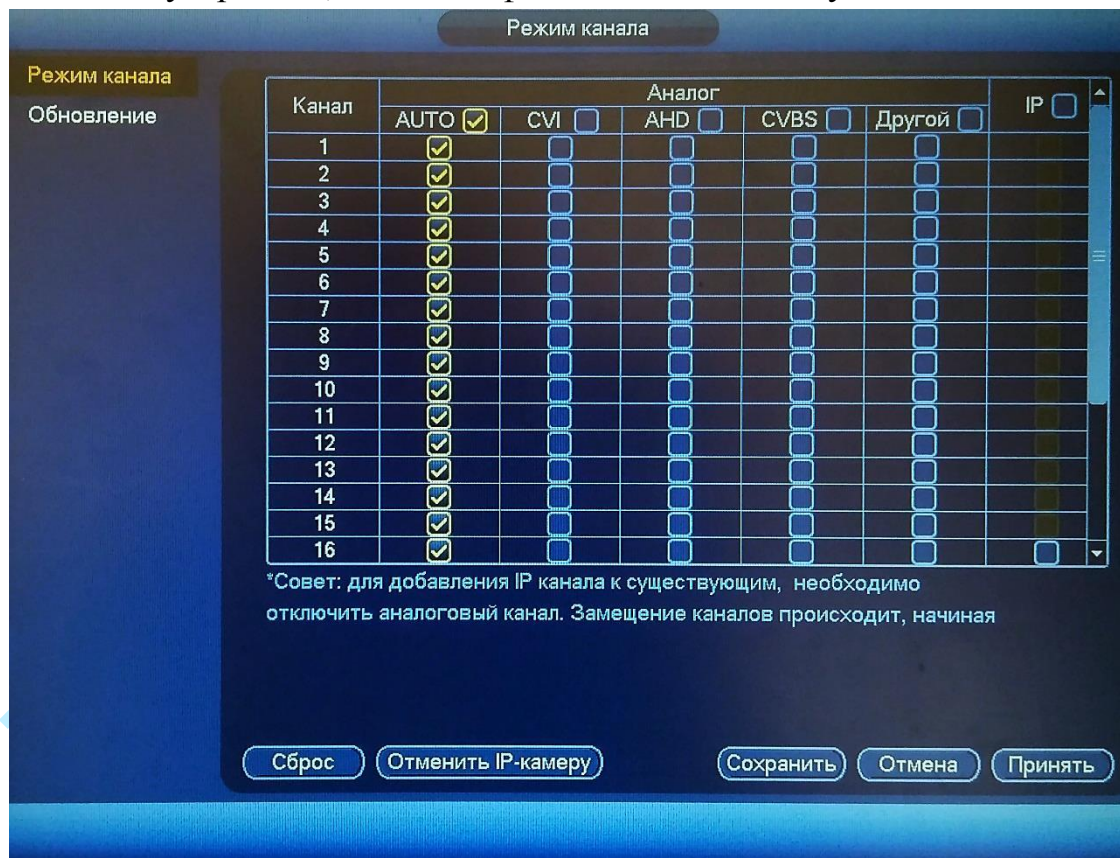 Режим канала
Режим канала
Обновление
Канал Аналог IP
AUTO CVI AHD CVBS Другой
1
2
3
4
5
6
7
8
9
10
11
12
13
14
15
16
*Совет: для добавления IP канала к существующим, необходимо
отключить аналоговый канал. Замещение каналов происходит, начиная
Сброс Отменить IP-камеру Сохранить Отмена Принять